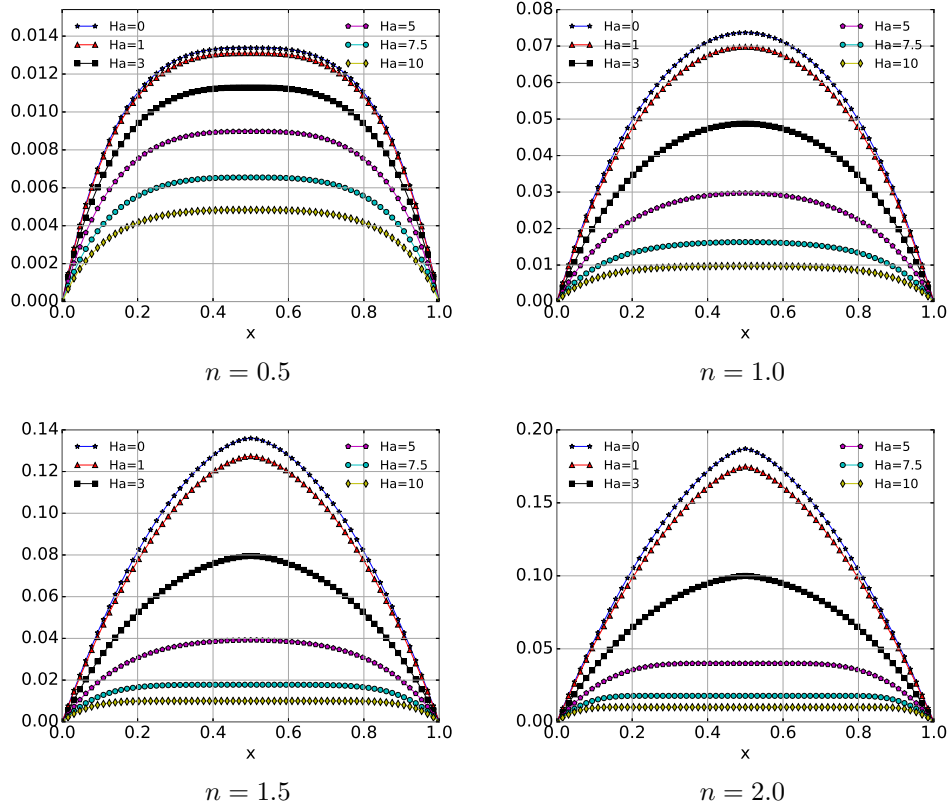 Ha=0 Ha=5
Ha=1 Ha=7.5
Ha=3 Ha=10
0.014
0.012
0.010
0.008
0.006
0.004
0.002
0.000
0.0 0.2 0.4 0.6 0.8 1.0
x
n = 0.5
Ha=0 Ha=5
Ha=1 Ha=7.5
Ha=3 Ha=10
0.08
0.07
0.06
0.05
0.04
0.03
0.02
0.01
0.00
0.0 0.2 0.4 0.6 0.8 1.0
x
n = 1.0
Ha=0 Ha=5
Ha=1 Ha=7.5
Ha=3 Ha=10
0.14
0.12
0.10
0.08
0.06
0.04
0.02
0.00
0.0 0.2 0.4 0.6 0.8 1.0
x
n = 1.5
Ha=0 Ha=5
Ha=1 Ha=7.5
Ha=3 Ha=10
0.20
0.15
0.10
0.05
0.00
0.0 0.2 0.4 0.6 0.8 1.0
x
n = 2.0